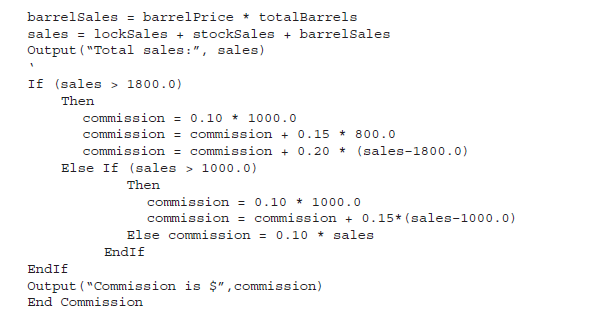 barrelSales = barrelPrice * totalBarrels
sales = lockSales + stockSales + barrelSales
Output(“Total sales:”, sales)
‘
If (sales > 1800.0)
Then
commission = 0.10 * 1000.0
commission = commission + 0.15 * 800.0
commission = commission + 0.20 * (sales-1800.0)
Else If (sales > 1000.0)
Then
commission = 0.10 * 1000.0
commission = commission + 0.15*(sales-1000.0)
Else commission = 0.10 * sales
EndIf
EndIf
Output(“Commission is $”,commission)
End Commission